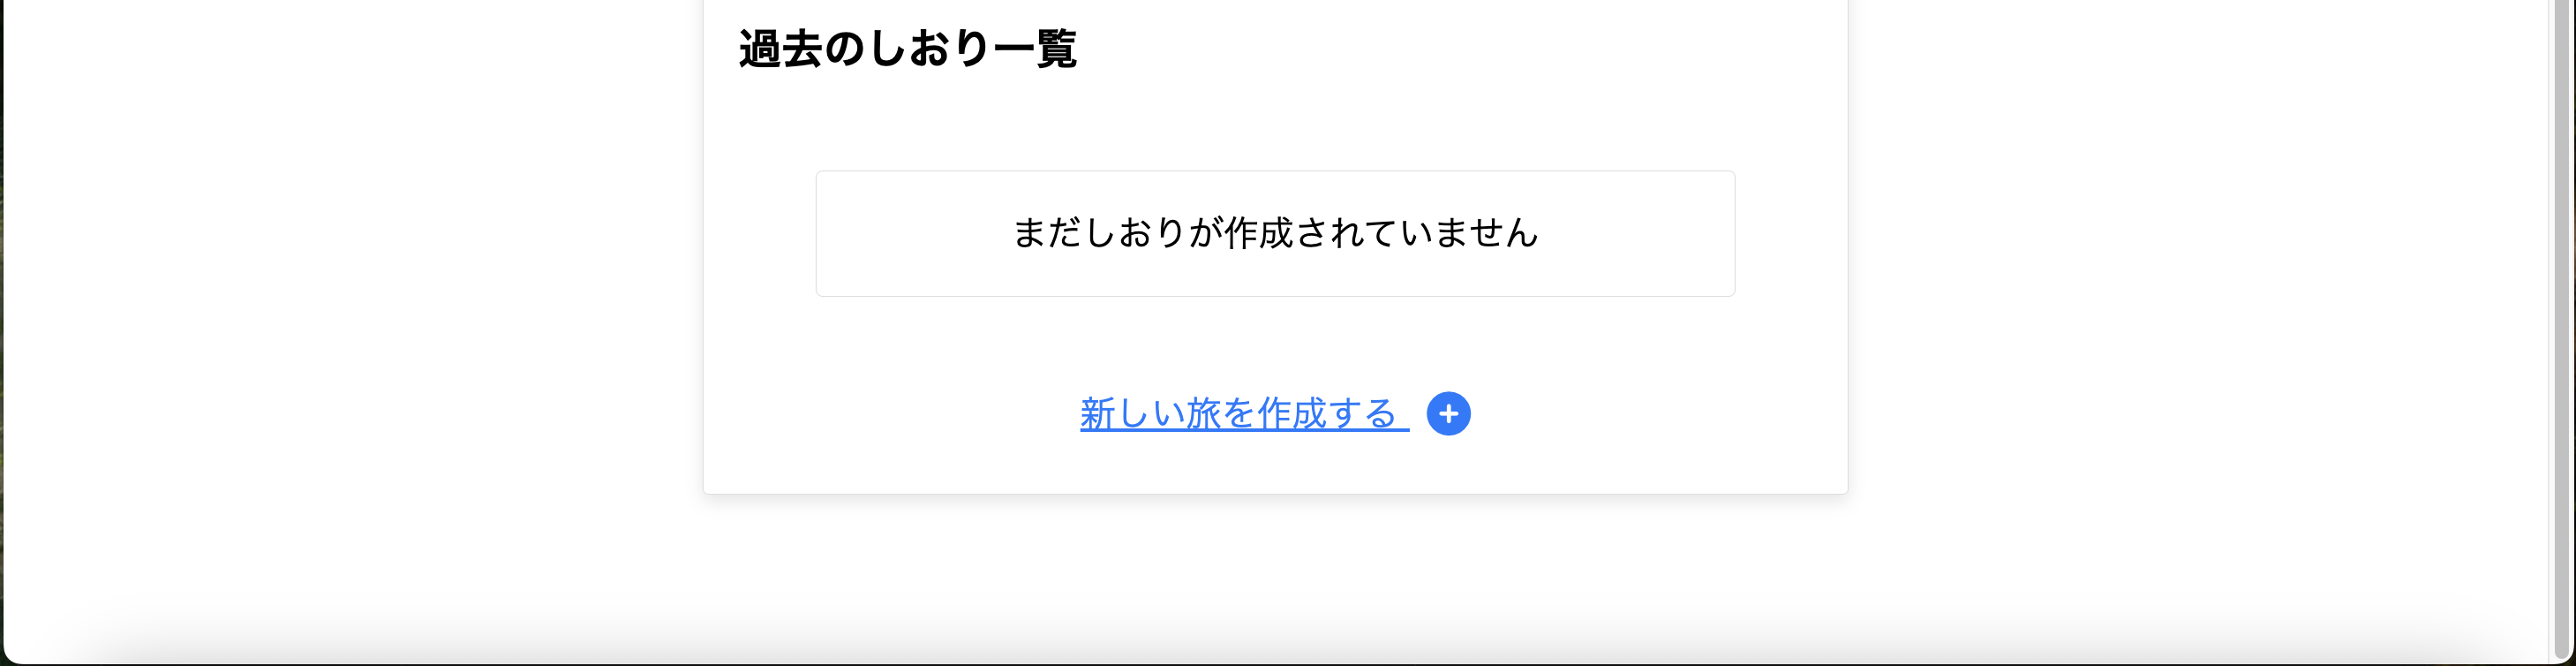 過去のしおり一覧
まだしおりが作成されていません
新しい旅を作成する